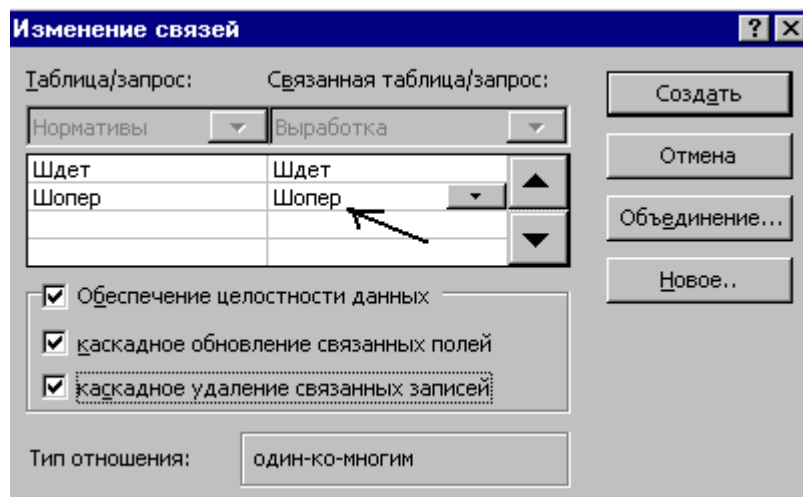 Изменение связей
Таблица/запрос: Связанная таблица/запрос:
Нормативы Выработка
Шдет Шдет
Шопер Шопер
Обеспечение целостности данных
каскадное обновление связанных полей
каскадное удаление связанных записей
Тип отношения: один-ко-многим
Создать
Отмена
Объединение...
Новое..